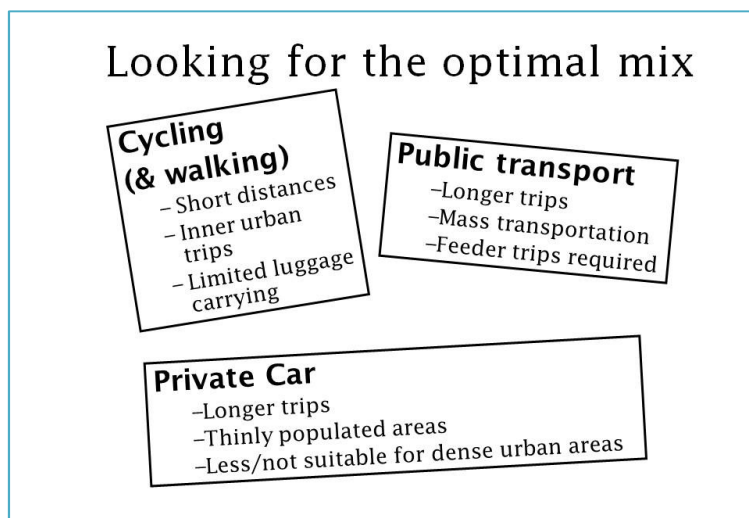 Looking for the optimal mix
Cycling
(& walking)
– Short distances
– Inner urban
trips
– Limited luggage
carrying
Public transport
–Longer trips
–Mass transportation
–Feeder trips required
Private Car
–Longer trips
–Thinly populated areas
–Less/not suitable for dense urban areas